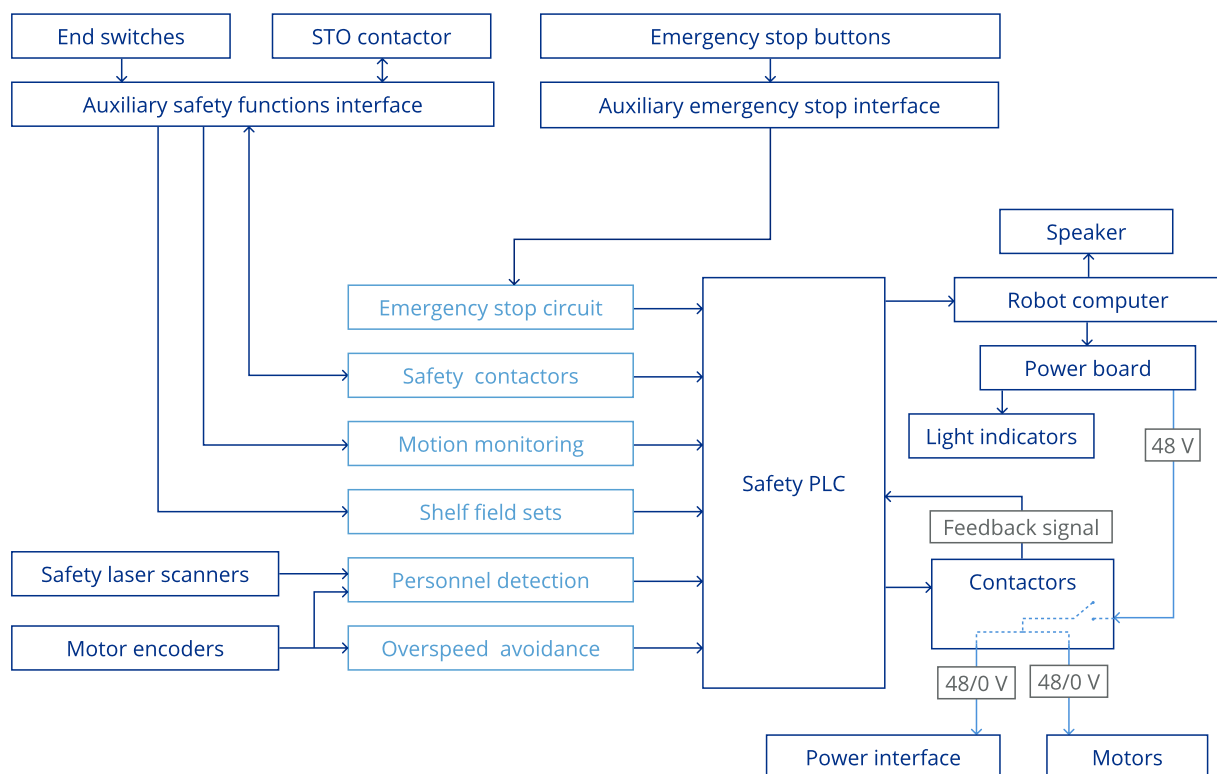 End switches
STO contactor
Emergency stop buttons
Auxiliary safety functions interface
Auxiliary emergency stop interface
Speaker
Emergency stop circuit
Robot computer
Safety contactors
Power board
Motion monitoring
Light indicators
48 V
Safety PLC
Shelf field sets
Feedback signal
Safety laser scanners
Personnel detection
Contactors
Motor encoders
Overspeed avoidance
48/0 V
48/0 V
Power interface
Motors